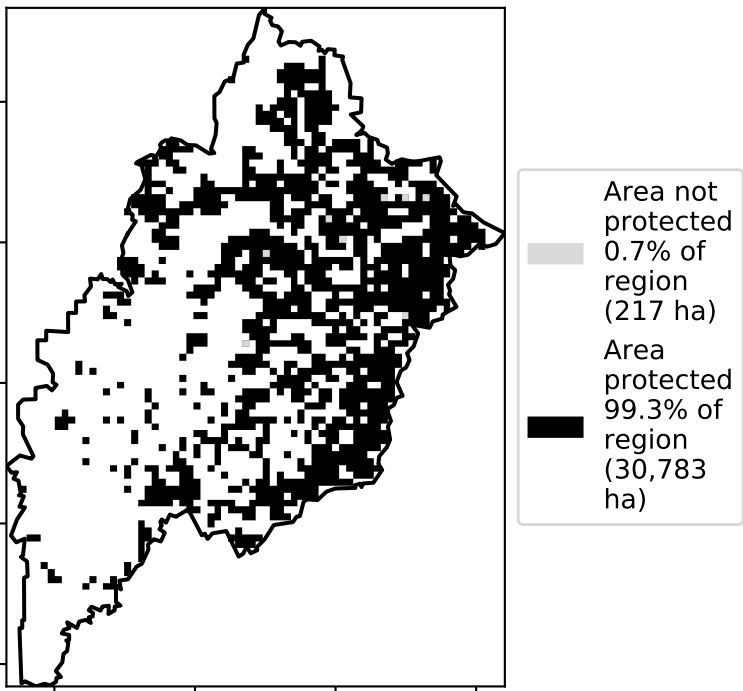 Area not
protected
0.7% of
region
(217 ha)
Area
protected
99.3% of
region
(30,783
ha)